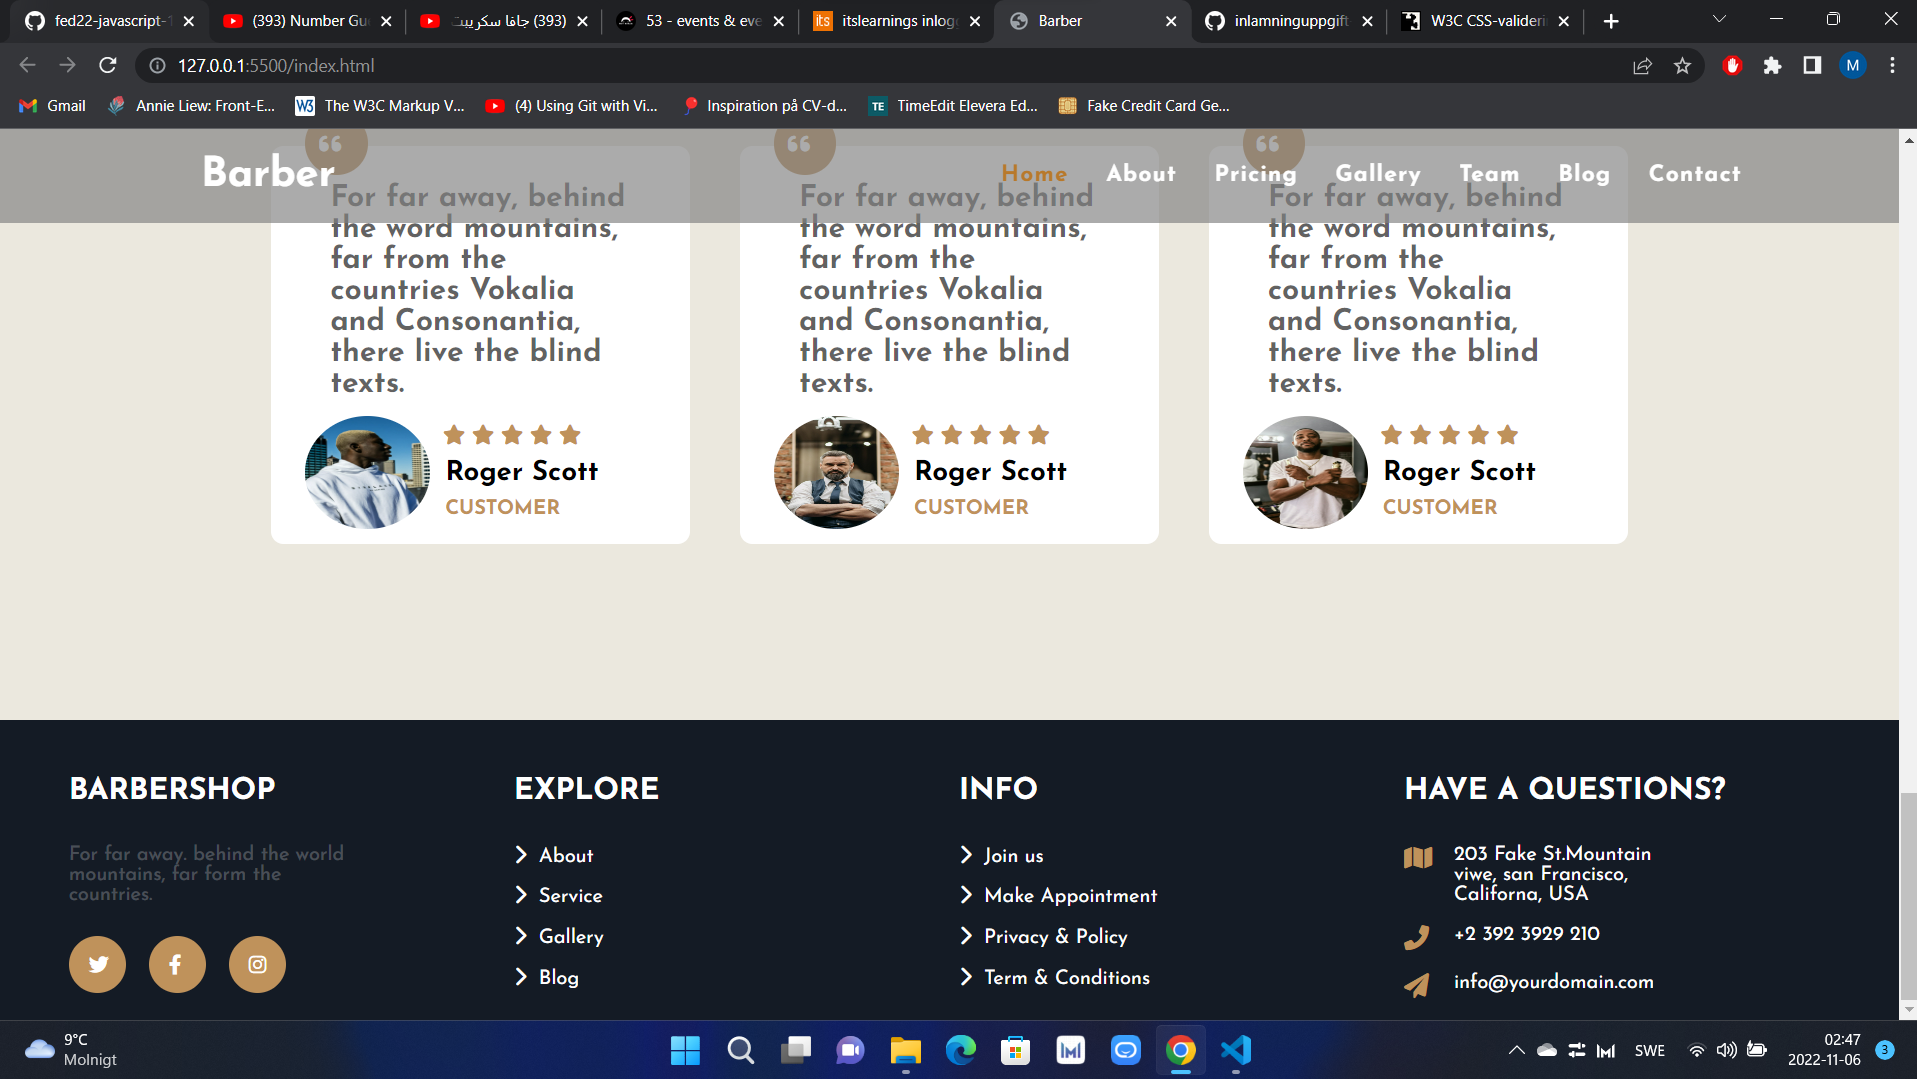 fed22-javascript-1
(393) Number Gu
(393) جافا سكريبت
53 - events & eve
its
itslearnings inlog
Barber
inlamninguppgift
W3C CSS-validerin
127.0.0.1:5500/index.html
M
Gmail
Annie Liew: Front-E...
W3
The W3C Markup V...
(4) Using Git with Vi...
Inspiration på CV-d...
TE
TimeEdit Elevera Ed...
Fake Credit Card Ge...
Barber
Home
About
Pricing
Gallery
Team
Blog
Contact
For far away, behind
the word mountains,
far from the
countries Vokalia
and Consonantia,
there live the blind
texts.
Roger Scott
CUSTOMER
For far away, behind
the word mountains,
far from the
countries Vokalia
and Consonantia,
there live the blind
texts.
Roger Scott
CUSTOMER
For far away, behind
the word mountains,
far from the
countries Vokalia
and Consonantia,
there live the blind
texts.
Roger Scott
CUSTOMER
BARBERSHOP
For far away. behind the world
mountains, far form the
countries.
EXPLORE
About
Service
Gallery
Blog
INFO
Join us
Make Appointment
Privacy & Policy
Term & Conditions
HAVE A QUESTIONS?
203 Fake St.Mountain
viwe, san Francisco,
Californa, USA
+2 392 3929 210
info@yourdomain.com
9°C
Molnigt
SWE
02:47
2022-11-06
3